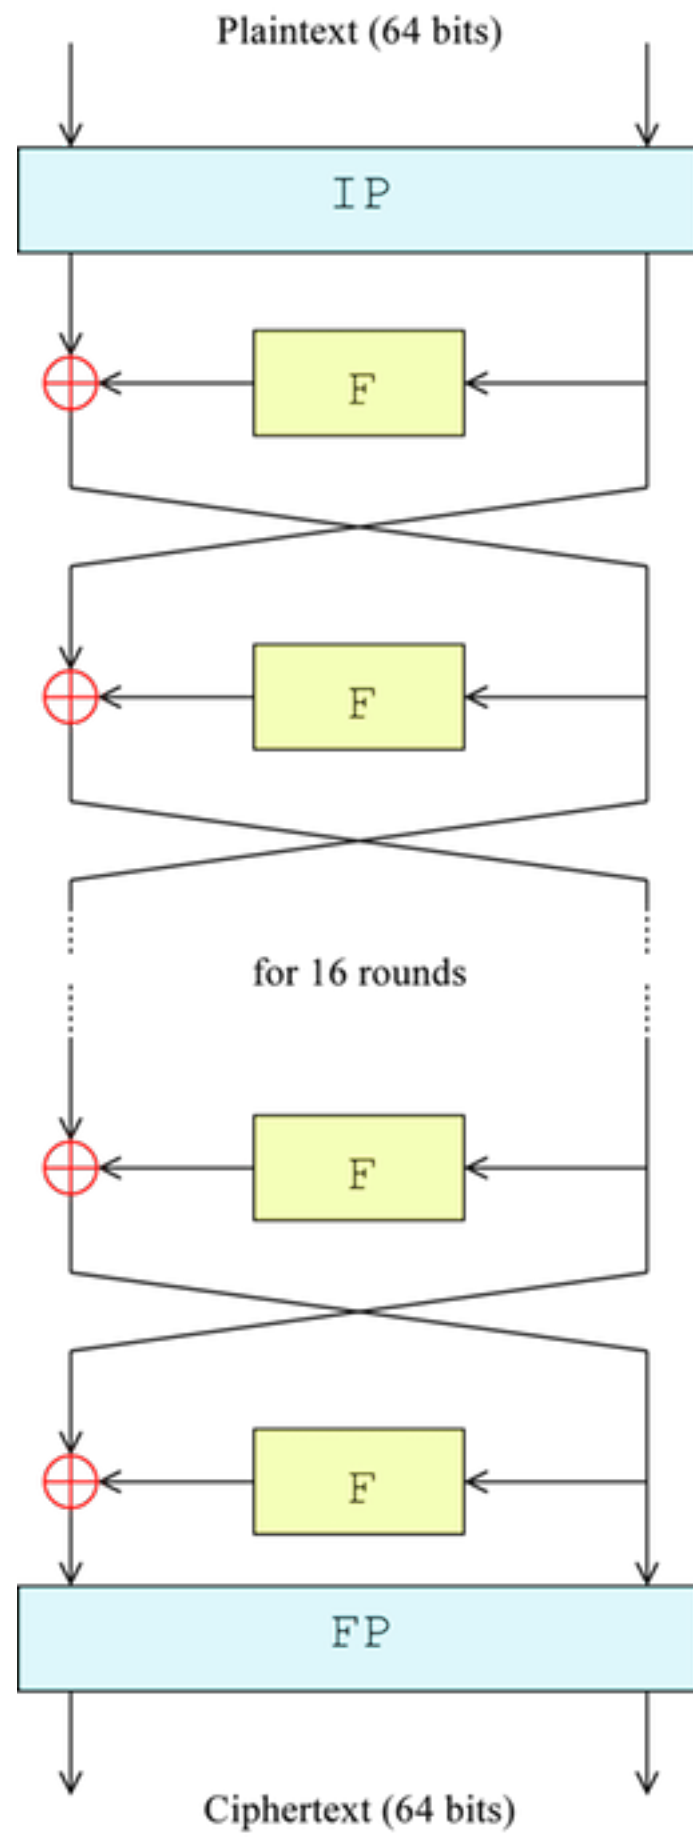 Plaintext (64 bits)
IP
F
F
for 16 rounds
F
F
FP
Ciphertext (64 bits)